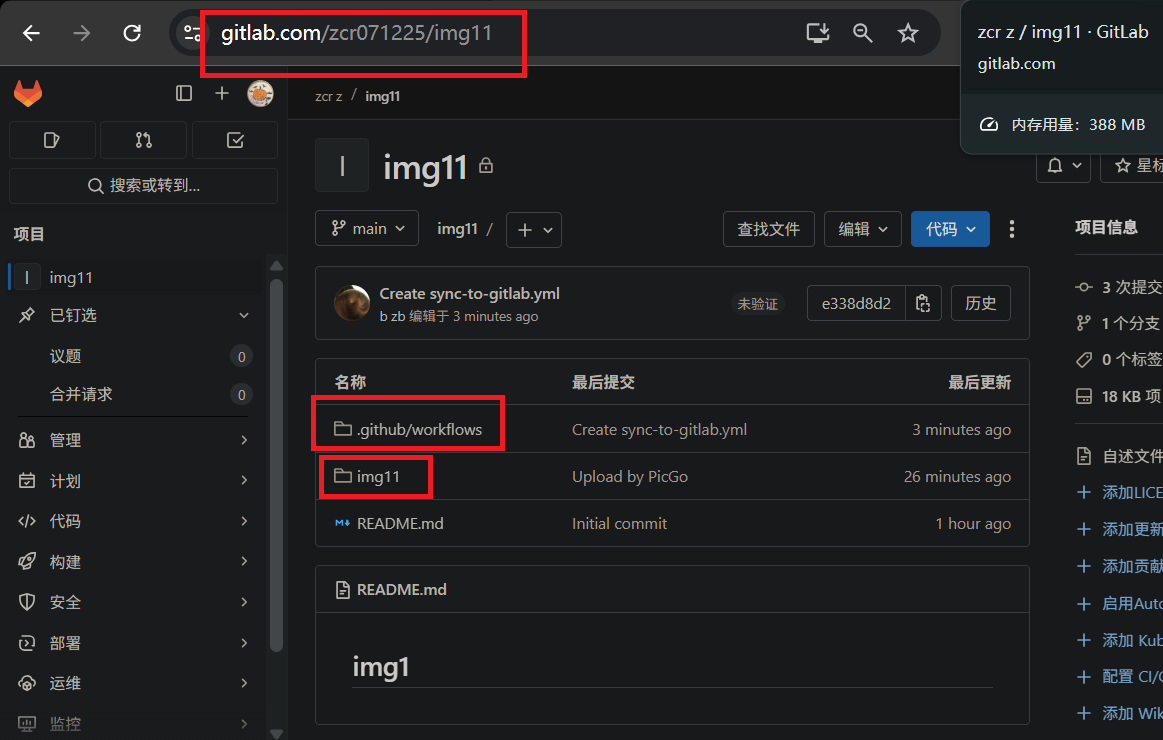 gitlab.com/zcr071225/img11
zcr z / img11 · GitLab
gitlab.com
内存用量：388 MB
zcr z / img11
I
img11
星标
搜索或转到...
main
img11 /
查找文件
编辑
代码
项目信息
项目
I
img11
已钉选
议题
0
合并请求
0
管理
计划
代码
构建
安全
部署
运维
监控
Create sync-to-gitlab.yml
b zb 编辑于 3 minutes ago
未验证
e338d8d2
历史
名称
最后提交
最后更新
.github/workflows
Create sync-to-gitlab.yml
3 minutes ago
img11
Upload by PicGo
26 minutes ago
README.md
Initial commit
1 hour ago
README.md
img1
3 次提交
1 个分支
0 个标签
18 KB 项
自述文件
添加LICE
添加更新
添加贡献
启用Auto
添加 Kub
配置 CI/C
添加 Wik